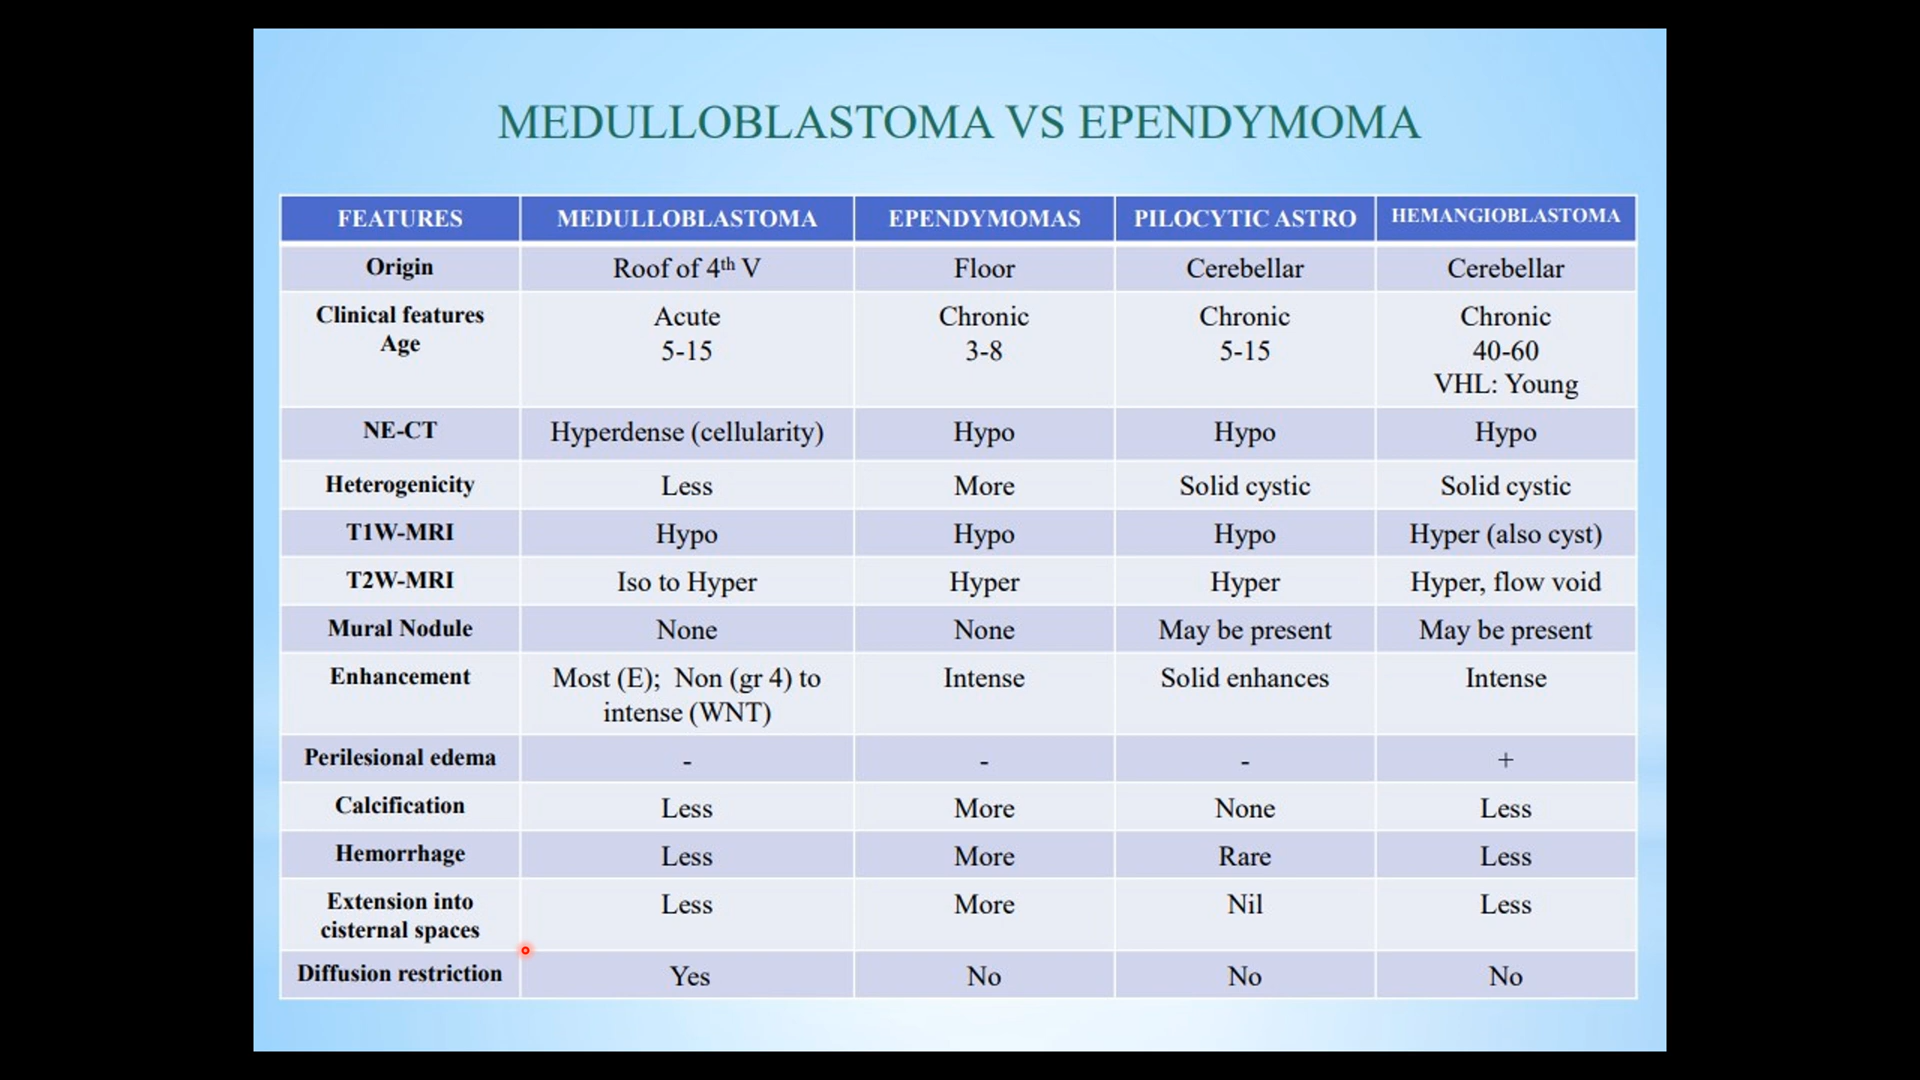 MEDULLOBLASTOMA VS EPENDYMOMA
FEATURES MEDULLOBLASTOMA EPENDYMOMAS PILOCYTIC ASTRO HEMANGIOBLASTOMA
Origin Roof of 4th V Floor Cerebellar Cerebellar
Clinical features Acute Chronic Chronic Chronic
Age 5-15 3-8 5-15 40-60
VHL: Young
NE-CT Hyperdense (cellularity) Hypo Hypo Hypo
Heterogenicity Less More Solid cystic Solid cystic
T1W-MRI Hypo Hypo Hypo Hyper (also cyst)
T2W-MRI Iso to Hyper Hyper Hyper Hyper, flow void
Mural Nodule None None May be present May be present
Enhancement Most (E); Non (gr 4) to Intense Solid enhances Intense
intense (WNT)
Perilesional edema - - - +
Calcification Less More None Less
Hemorrhage Less More Rare Less
Extension into Less More Nil Less
cisternal spaces
Diffusion restriction Yes No No No